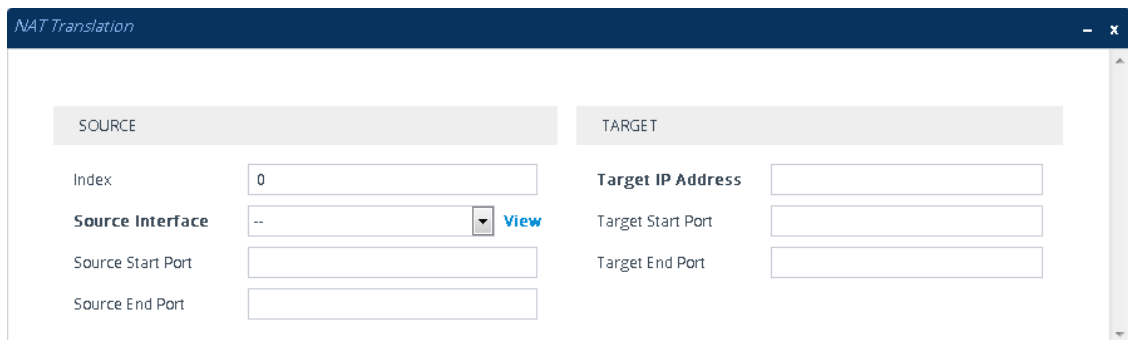 NAT Translation
– x
SOURCE
Index 0
Source Interface -- View
Source Start Port
Source End Port
TARGET
Target IP Address
Target Start Port
Target End Port